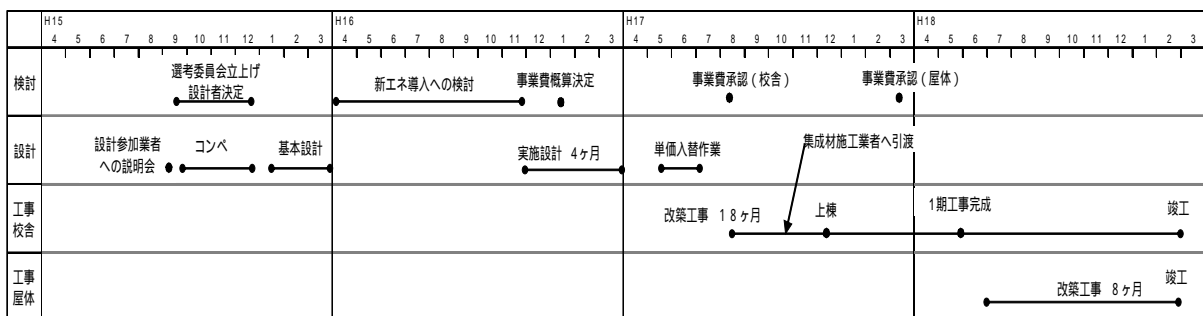 H15 H16 H17 H18
4 5 6 7 8 9 10 11 12 1 2 3 4 5 6 7 8 9 10 11 12 1 2 3 4 5 6 7 8 9 10 11 12 1 2 3 4 5 6 7 8 9 10 11 12 1 2 3
検討
選考委員会立上げ
設計者決定
新エネ導入への検討
事業費概算決定
事業費承認(校舎)
事業費承認(屋体)
設計
設計参加業者
への説明会
コンペ
基本設計
実施設計 4ヶ月
単価入替作業
集成材施工業者へ引渡
工事
校舎
改築工事 18ヶ月
上棟
1期工事完成
竣工
工事
屋体
改築工事 8ヶ月
竣工